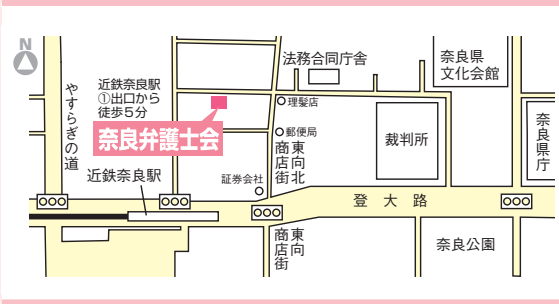 N
法務合同庁舎
奈良県
文化会館
やすらぎの道
近鉄奈良駅
①出口から
徒歩5分
奈良弁護士会
理髪店
郵便局
東向北
商店街
裁判所
奈良県庁
近鉄奈良駅
証券会社
登大路
東向
商店街
奈良公園